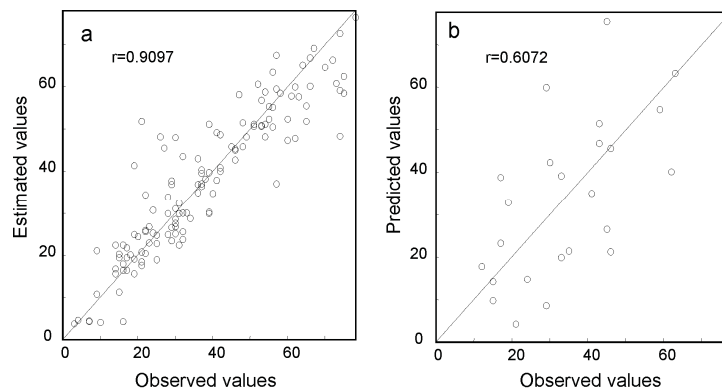 a
r=0.9097
Estimated values
60
40
20
0
0 20 40 60
Observed values
b
r=0.6072
Predicted values
60
40
20
0
0 20 40 60
Observed values